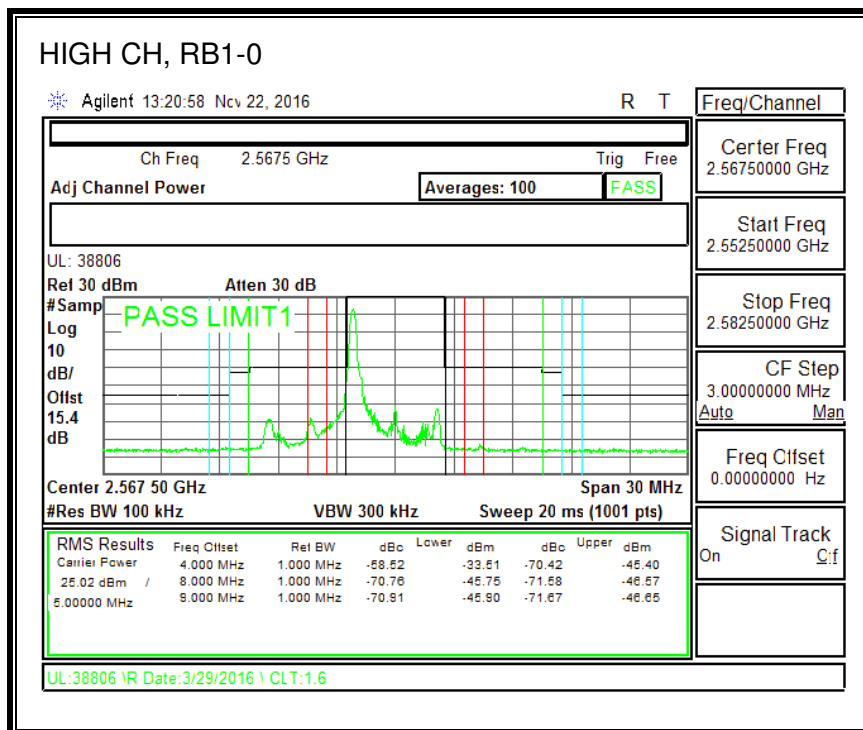 HIGH CH, RB1-0
Agilent 13:20:58 Nov 22, 2016 R T
Freq/Channel
Ch Freq 2.5675 GHz Trig Free
Adj Channel Power Averages: 100 PASS
Center Freq
2.56750000 GHz
Start Freq
2.55250000 GHz
Stop Freq
2.58250000 GHz
CF Step
3.00000000 MHz
Auto Man
Freq Offset
0.00000000 Hz
Signal Track
On Off
UL: 38806
Ref 30 dBm Atten 30 dB
#Samp
Log
10
dB/
Offst
15.4
dB
PASS LIMIT1
Center 2.567 50 GHz Span 30 MHz
#Res BW 100 kHz VBW 300 kHz Sweep 20 ms (1001 pts)
RMS Results Freq Offset Ref BW dBc Lower dBm dBc Upper dBm
Carrier Power 4.000 MHz 1.000 MHz -58.52 -33.51 -70.42 -45.40
25.02 dBm / 8.000 MHz 1.000 MHz -70.76 -45.75 -71.58 -46.57
5.00000 MHz 9.000 MHz 1.000 MHz -70.91 -45.90 -71.67 -46.65
UL:38806 \R Date:3/29/2016 \ CLT:1.6